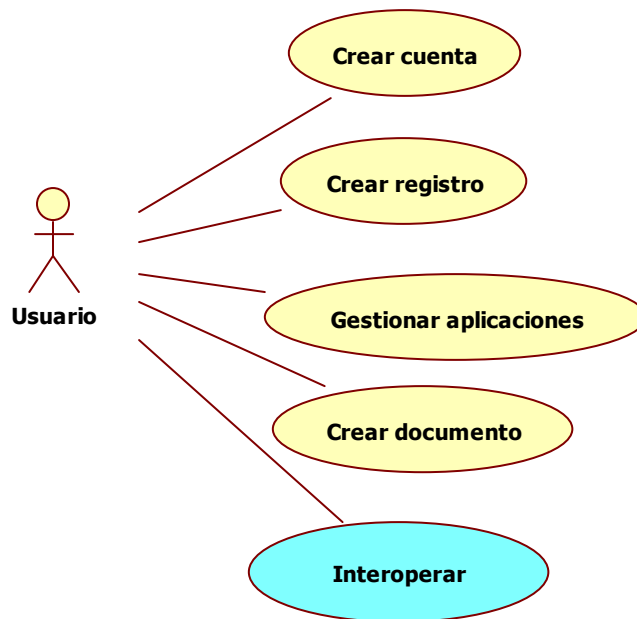 Crear cuenta
Crear registro
Usuario
Gestionar aplicaciones
Crear documento
Interoperar